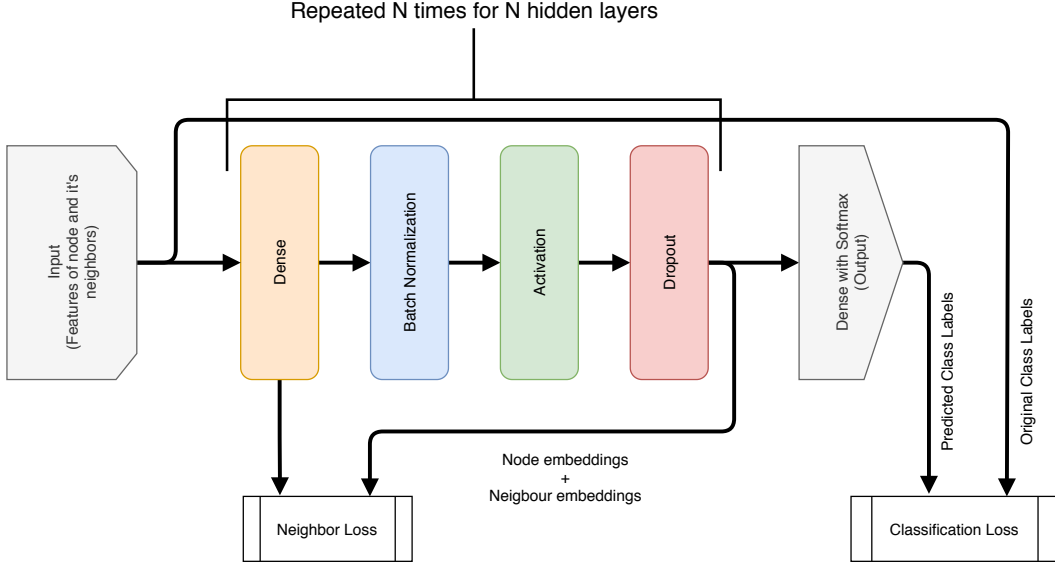 Repeated N times for N hidden layers
Input
(Features of node and it's
neighbors)
Dense
Batch Normalization
Activation
Dropout
Dense with Softmax
(Output)
Predicted Class Labels
Original Class Labels
Node embeddings
+
Neigbour embeddings
Neighbor Loss
Classification Loss